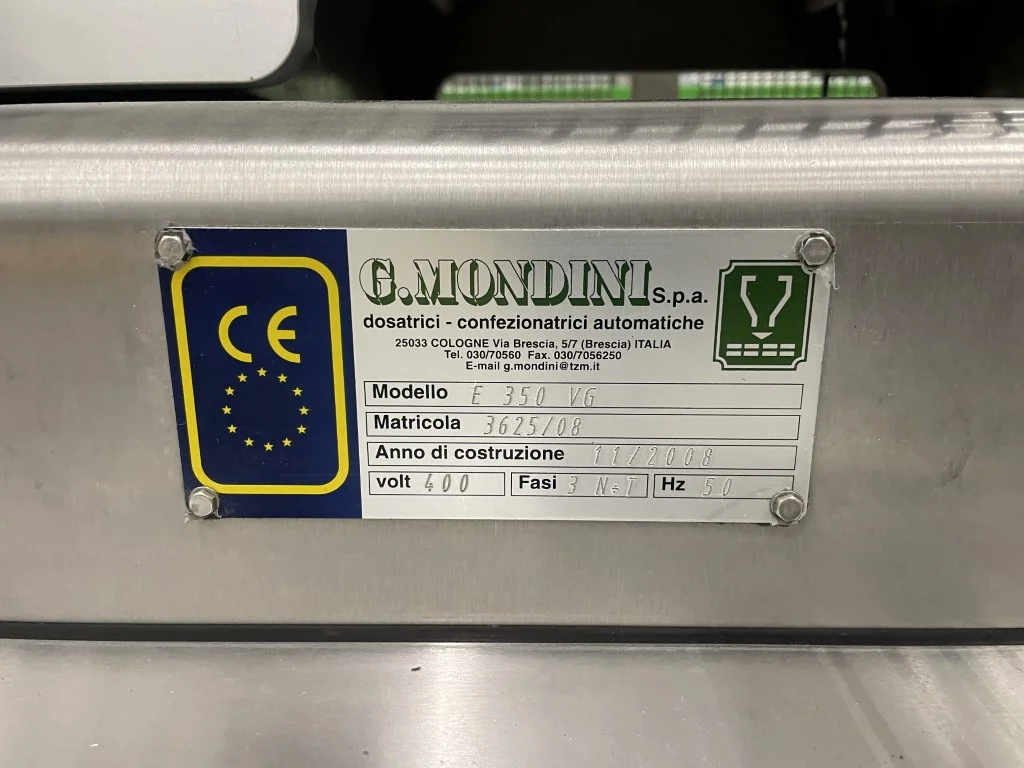 CE
G.MONDINI S.p.a.
dosatrici - confezionatrici automatiche
25033 COLOGNE Via Brescia, 5/7 (Brescia) ITALIA
Tel. 030/70560 Fax. 030/7056250
E-mail g.mondini@tzm.it
Modello E 350 VG
Matricola 3625/08
Anno di costruzione 11/2008
volt 400 Fasi 3 N+T Hz 50